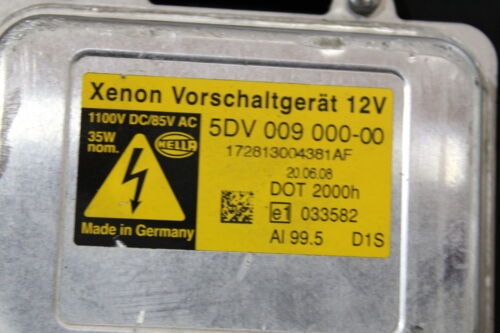 Xenon Vorschaltgerät 12V
1100V DC/85V AC
35W
nom.
HELLA
Made in Germany
5DV 009 000-00
172813004381AF
20.06.08
DOT 2000h
e1 033582
Al 99.5 D1S